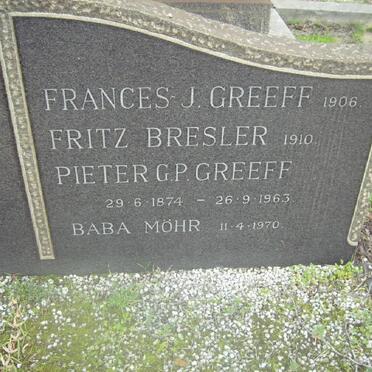 FRANCES J. GREEFF 1906.
FRITZ BRESLER 1910.
PIETER G.P. GREEFF
29·6·1874 – 26·9·1963.
BABA MÖHR 11·4·1970.